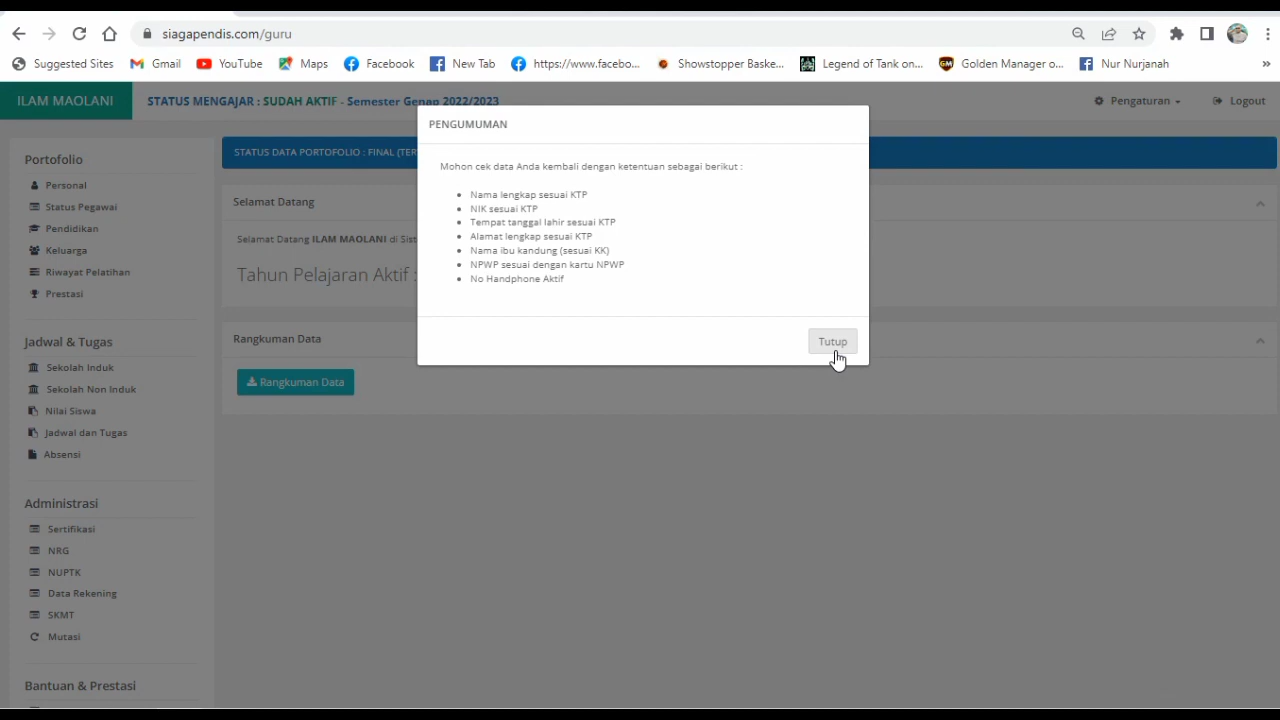 siagapendis.com/guru
Suggested Sites Gmail YouTube Maps Facebook New Tab https://www.facebo... Showstopper Baske... Legend of Tank on... Golden Manager o... Nur Nurjanah »
ILAM MAOLANI
STATUS MENGAJAR : SUDAH AKTIF - Semester Genap 2022/2023
Pengaturan
Logout
PENGUMUMAN
Mohon cek data Anda kembali dengan ketentuan sebagai berikut :
• Nama lengkap sesuai KTP
• NIK sesuai KTP
• Tempat tanggal lahir sesuai KTP
• Alamat lengkap sesuai KTP
• Nama ibu kandung (sesuai KK)
• NPWP sesuai dengan kartu NPWP
• No Handphone Aktif
Tutup
Portofolio
Personal
Status Pegawai
Pendidikan
Keluarga
Riwayat Pelatihan
Prestasi
Jadwal & Tugas
Sekolah Induk
Sekolah Non Induk
Nilai Siswa
Jadwal dan Tugas
Absensi
Administrasi
Sertifikasi
NRG
NUPTK
Data Rekening
SKMT
Mutasi
Bantuan & Prestasi
STATUS DATA PORTOFOLIO : FINAL (TER
Selamat Datang
Selamat Datang ILAM MAOLANI di Sist
Tahun Pelajaran Aktif :
Rangkuman Data
Rangkuman Data